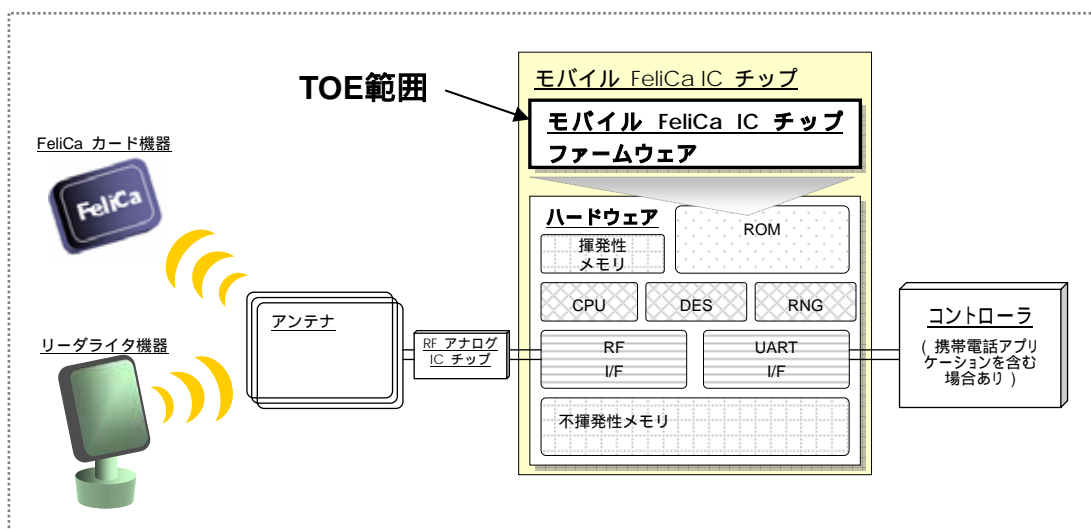 TOE範囲
モバイル FeliCa IC チップ
モバイル FeliCa IC チップ
ファームウェア
FeliCa カード機器
FeliCa
リーダライタ機器
アンテナ
RF アナログ
IC チップ
ハードウェア
ROM
揮発性
メモリ
CPU
DES
RNG
RF
I/F
UART
I/F
不揮発性メモリ
コントローラ
( 携帯電話アプリ
ケーションを含む
場合あり )